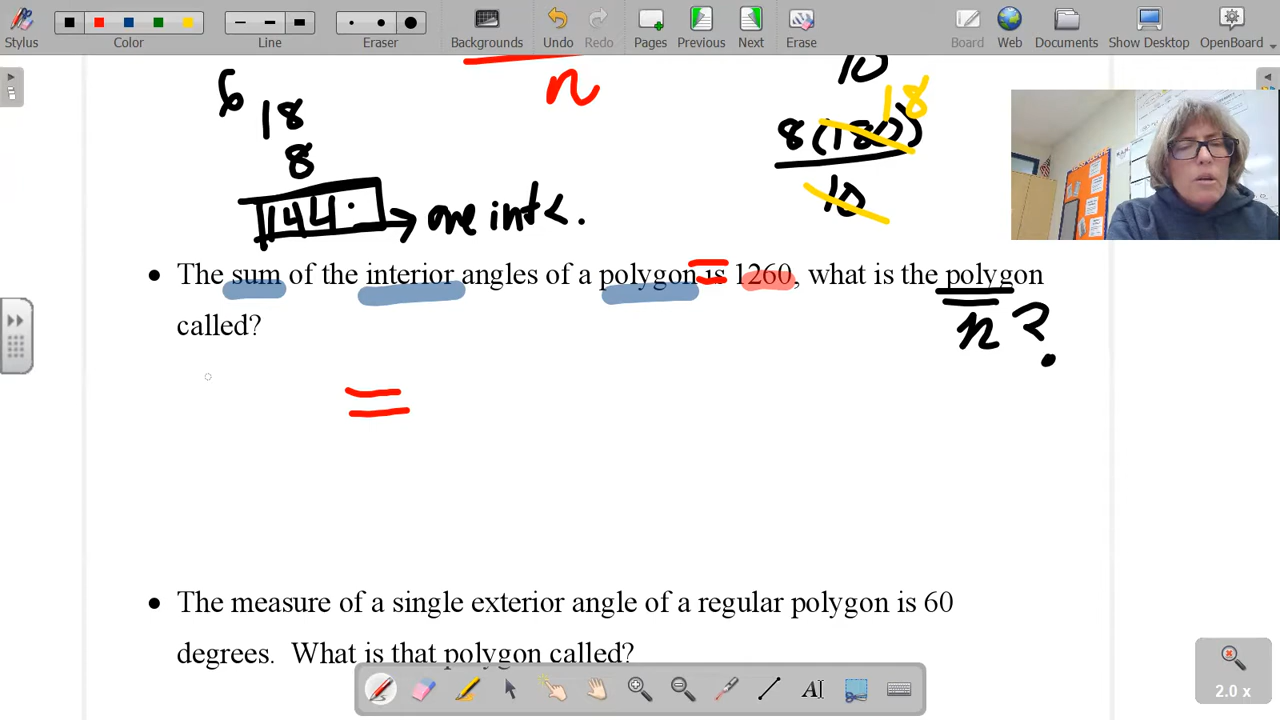 Stylus
Color
Line
Eraser
Backgrounds
Undo
Redo
Pages
Previous
Next
Erase
Board
Web
Documents
Show Desktop
OpenBoard
n
10
6
18
8
144°
→ one int <.
18
8(180)
10
• The sum of the interior angles of a polygon is 1260, what is the polygon
called?
=
n?
=
• The measure of a single exterior angle of a regular polygon is 60
degrees. What is that polygon called?
2.0 x